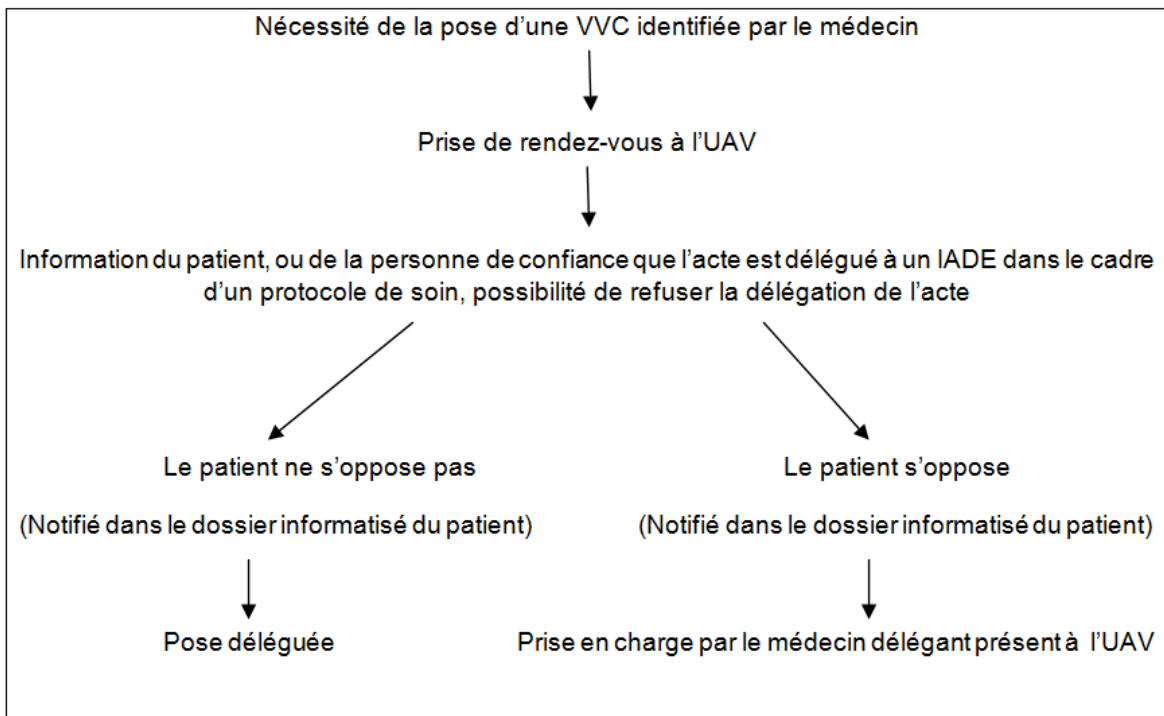 Nécessité de la pose d’une VVC identifiée par le médecin
Prise de rendez-vous à l’UAV
Information du patient, ou de la personne de confiance que l’acte est délégué à un IADE dans le cadre
d’un protocole de soin, possibilité de refuser la délégation de l’acte
Le patient ne s’oppose pas
Le patient s’oppose
(Notifié dans le dossier informatisé du patient)
(Notifié dans le dossier informatisé du patient)
Pose déléguée
Prise en charge par le médecin délégant présent à l’UAV